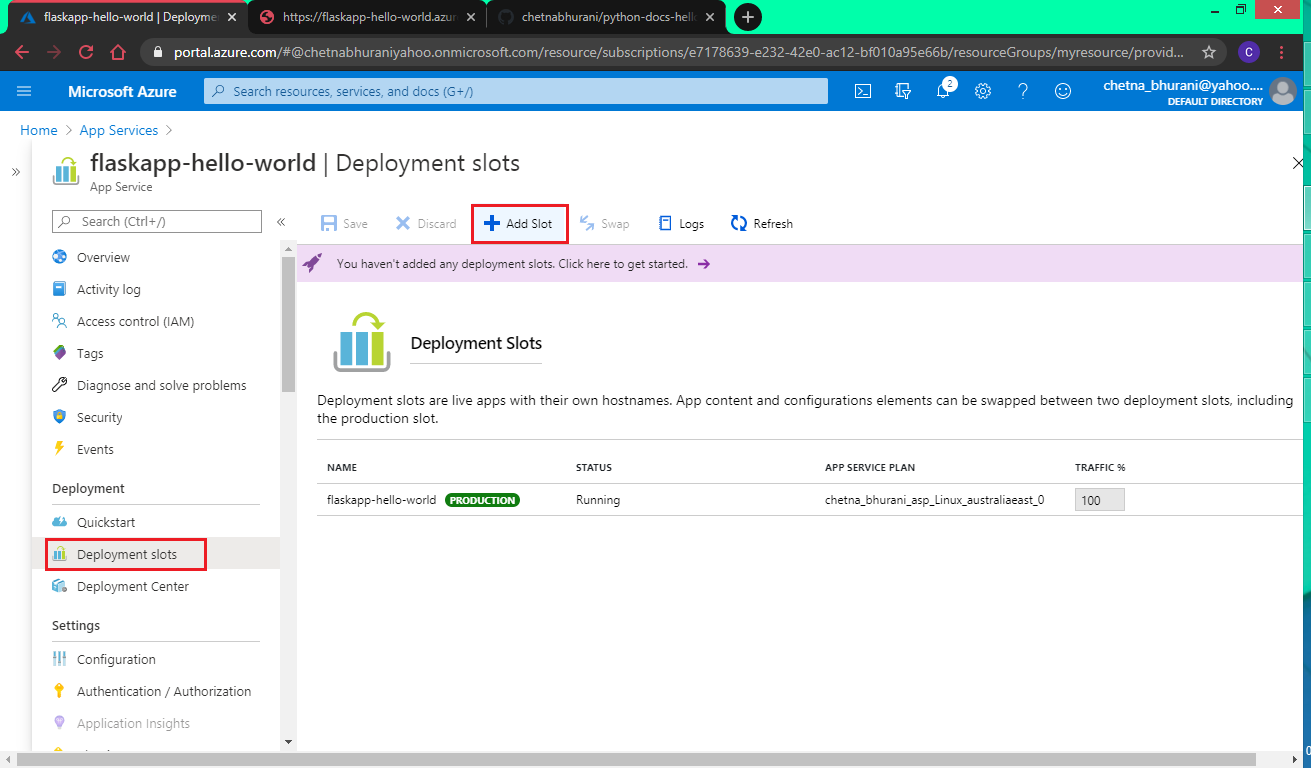 flaskapp-hello-world | Deployme
https://flaskapp-hello-world.azur
chetnabhurani/python-docs-hell
portal.azure.com/#@chetnabhuraniyahoo.onmicrosoft.com/resource/subscriptions/e7178639-e232-42e0-ac12-bf010a95e66b/resourceGroups/myresource/provid...
C
Microsoft Azure
Search resources, services, and docs (G+/)
2
chetna_bhurani@yahoo....
DEFAULT DIRECTORY
Home > App Services >
flaskapp-hello-world | Deployment slots
App Service
Search (Ctrl+/)
Save
Discard
Add Slot
Swap
Logs
Refresh
You haven't added any deployment slots. Click here to get started.
Overview
Activity log
Access control (IAM)
Tags
Diagnose and solve problems
Security
Events
Deployment
Quickstart
Deployment slots
Deployment Center
Settings
Configuration
Authentication / Authorization
Application Insights
Deployment Slots
Deployment slots are live apps with their own hostnames. App content and configurations elements can be swapped between two deployment slots, including
the production slot.
NAME STATUS APP SERVICE PLAN TRAFFIC %
flaskapp-hello-world PRODUCTION Running chetna_bhurani_asp_Linux_australiaeast_0 100